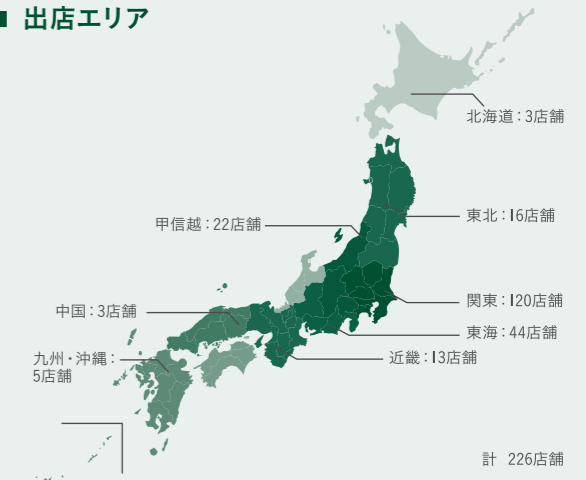 出店エリア
北海道：3店舗
東北：16店舗
甲信越：22店舗
関東：120店舗
中国：3店舗
東海：44店舗
近畿：13店舗
九州・沖縄：
5店舗
計 226店舗